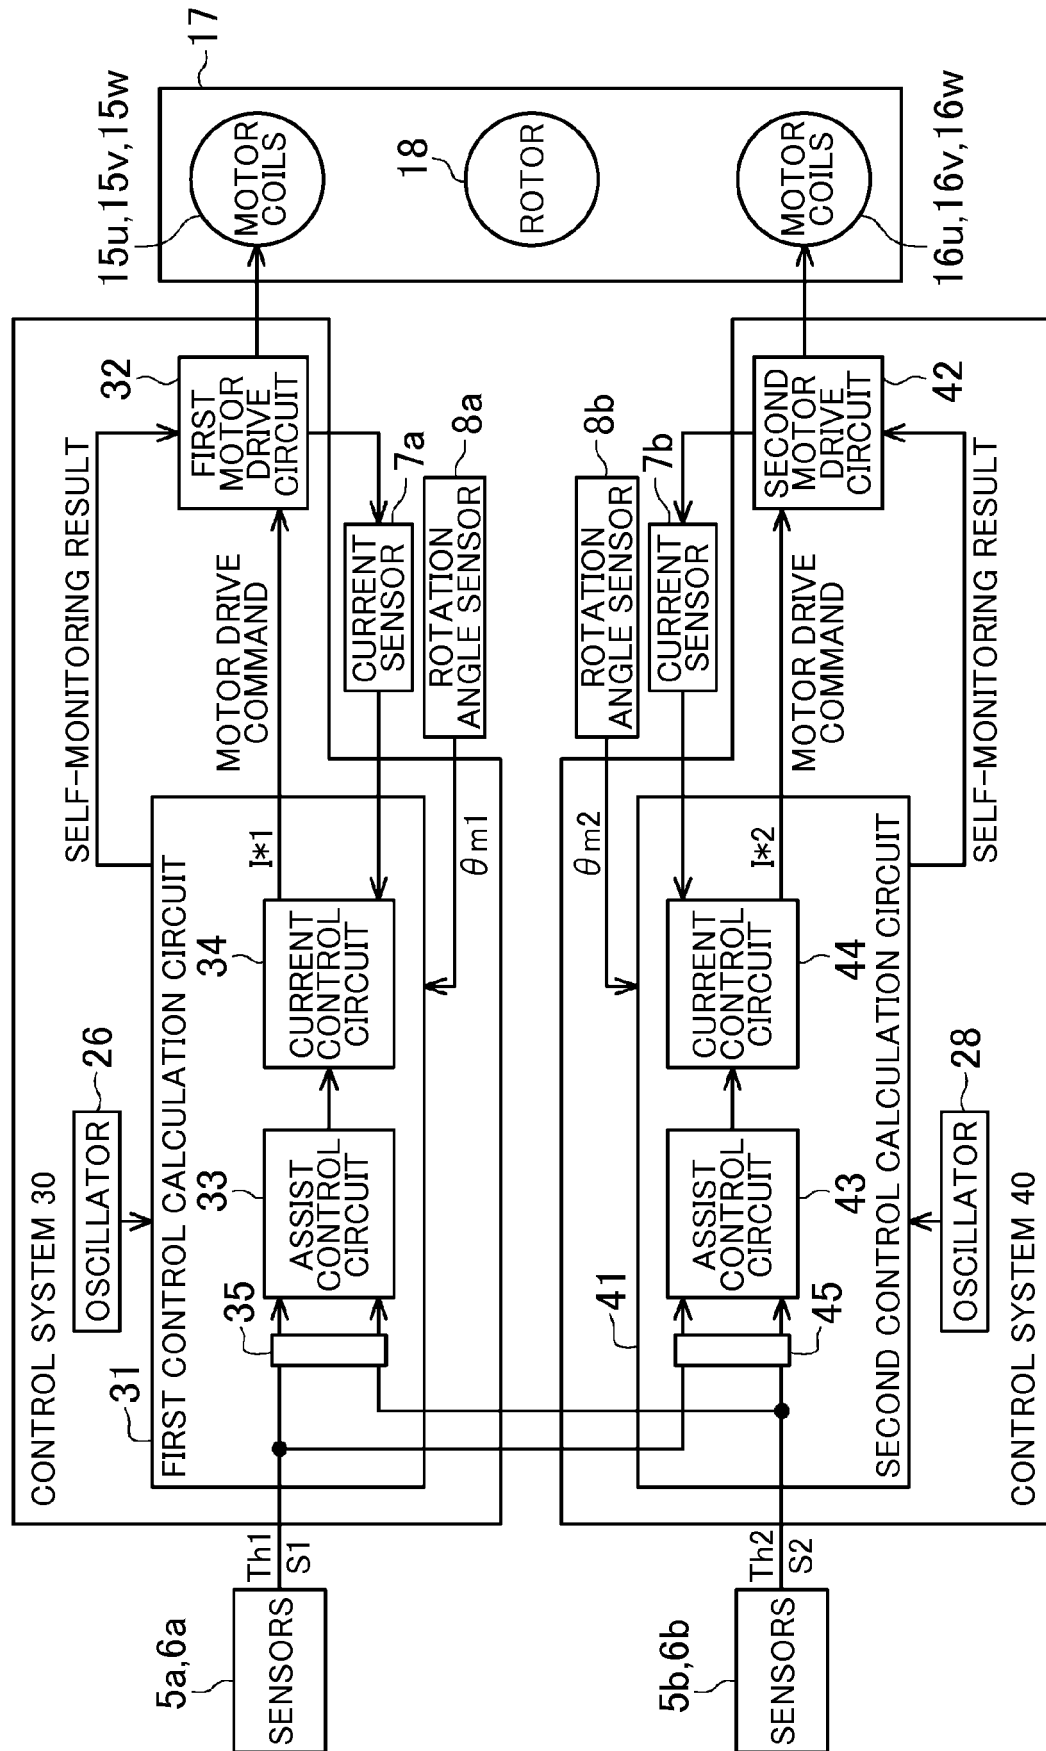 CONTROL SYSTEM 30
OSCILLATOR
26
31
FIRST CONTROL CALCULATION CIRCUIT
SELF-MONITORING RESULT
5a,6a
SENSORS
Th1
S1
35
33
ASSIST
CONTROL
CIRCUIT
34
CURRENT
CONTROL
CIRCUIT
I*1
MOTOR DRIVE
COMMAND
32
FIRST
MOTOR
DRIVE
CIRCUIT
7a
CURRENT
SENSOR
8a
ROTATION
ANGLE SENSOR
θm1
15u,15v,15w
MOTOR
COILS
17
18
ROTOR
MOTOR
COILS
16u,16v,16w
8b
ROTATION
ANGLE SENSOR
θm2
7b
CURRENT
SENSOR
5b,6b
SENSORS
Th2
S2
41
45
ASSIST
CONTROL
CIRCUIT
43
CURRENT
CONTROL
CIRCUIT
44
I*2
MOTOR DRIVE
COMMAND
SECOND
MOTOR
DRIVE
CIRCUIT
42
SECOND CONTROL CALCULATION CIRCUIT
SELF-MONITORING RESULT
OSCILLATOR
28
CONTROL SYSTEM 40